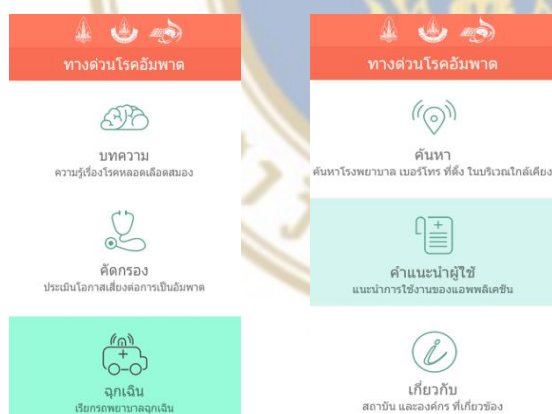 ทางด่วนโรคอัมพาต
บทความ
ความรู้เรื่องโรคหลอดเลือดสมอง
คัดกรอง
ประเมินโอกาสเสี่ยงต่อการเป็นอัมพาต
ฉุกเฉิน
เรียกรถพยาบาลฉุกเฉิน
ทางด่วนโรคอัมพาต
ค้นหา
ค้นหาโรงพยาบาล เบอร์โทร ที่ตั้ง ในบริเวณใกล้เคียง
คำแนะนำผู้ใช้
แนะนำการใช้งานของแอพพลิเคชัน
เกี่ยวกับ
สถาบัน และองค์กร ที่เกี่ยวข้อง